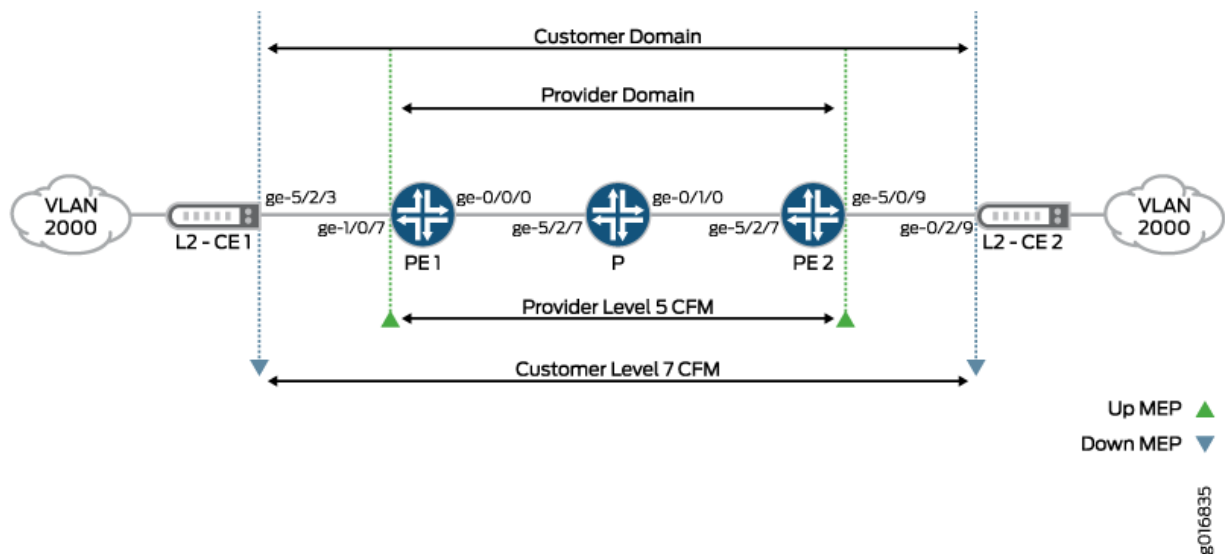 Customer Domain
Provider Domain
VLAN
2000
ge-5/2/3
ge-1/0/7
L2 - CE 1
ge-0/0/0
PE 1
ge-5/2/7
P
ge-0/1/0
ge-5/2/7
PE 2
ge-5/0/9
ge-0/2/9
L2 - CE 2
VLAN
2000
Provider Level 5 CFM
Customer Level 7 CFM
Up MEP
Down MEP
g016835